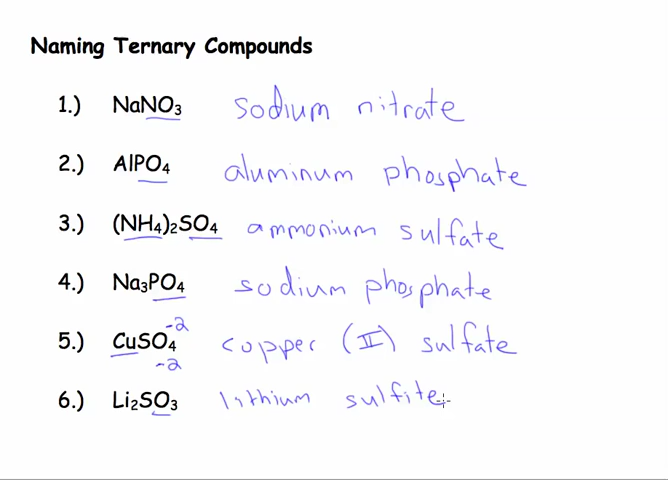 Naming Ternary Compounds
1.) NaNO₃ sodium nitrate
2.) AlPO₄ aluminum phosphate
3.) (NH₄)₂SO₄ ammonium sulfate
4.) Na₃PO₄ sodium phosphate
-2
5.) CuSO₄ copper (II) sulfate
-2
6.) Li₂SO₃ lithium sulfite